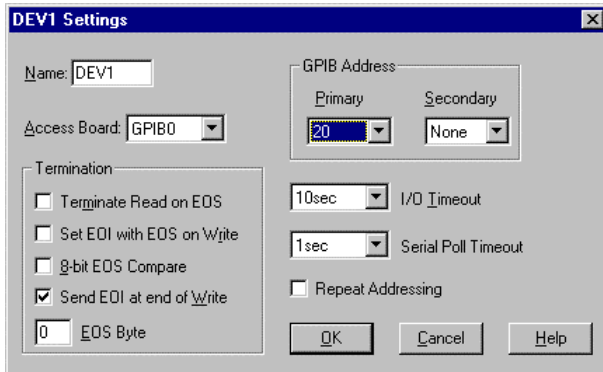 DEV1 Settings
Name: DEV1
Access Board: GPIB0
Termination
Terminate Read on EOS
Set EOI with EOS on Write
8-bit EOS Compare
Send EOI at end of Write
0 EOS Byte
GPIB Address
Primary Secondary
20 None
10sec I/O Timeout
1sec Serial Poll Timeout
Repeat Addressing
OK Cancel Help